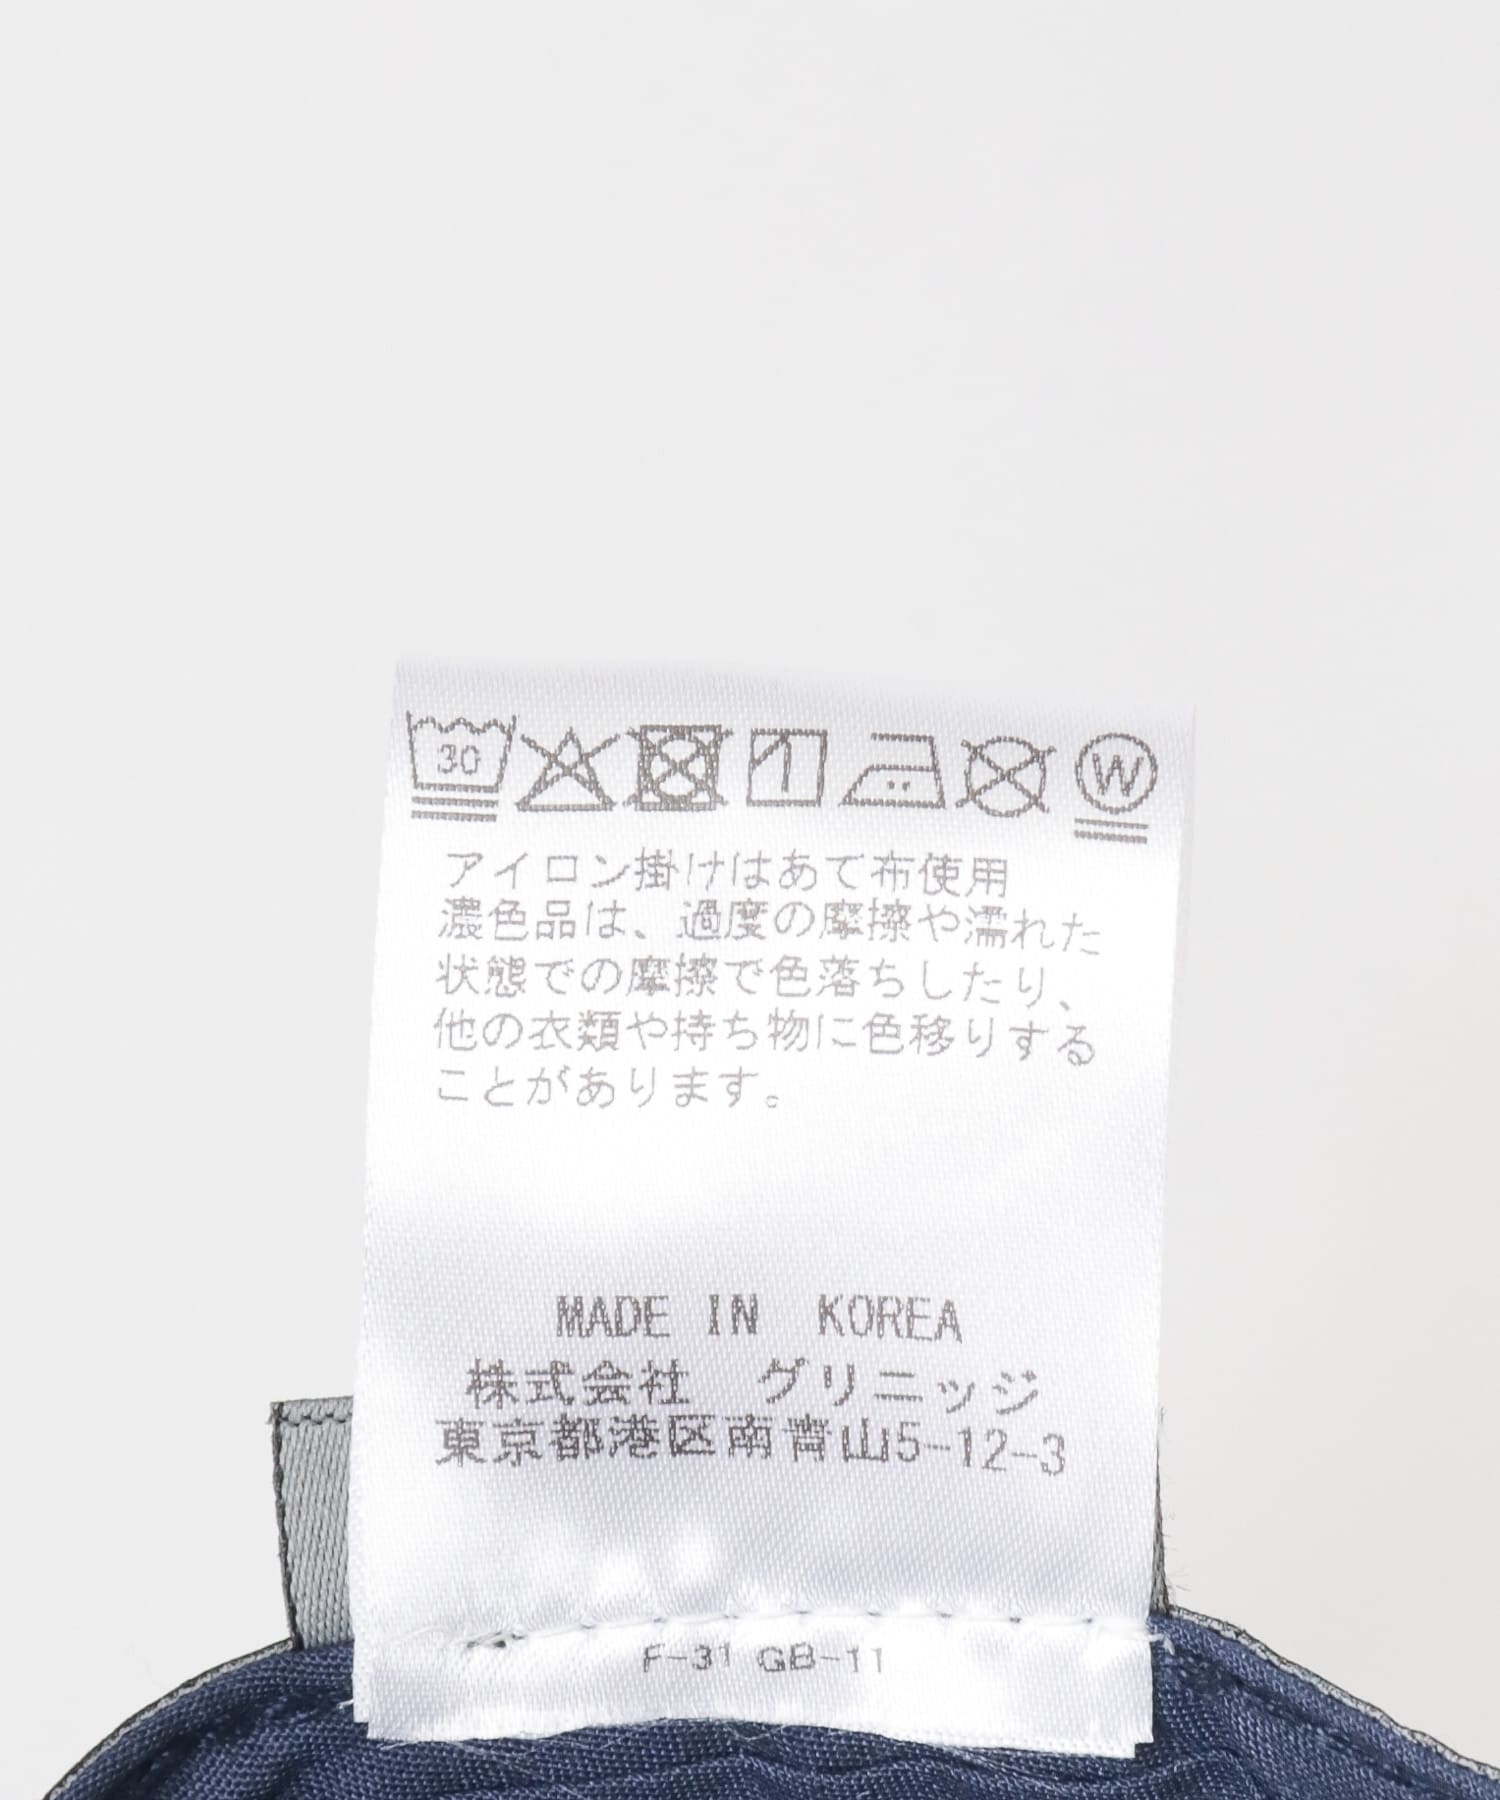 30 W
アイロン掛けはあて布使用
濃色品は、過度の摩擦や濡れた
状態での摩擦で色落ちしたり、
他の衣類や持ち物に色移りする
ことがあります。
MADE IN KOREA
株式会社 グリニッジ
東京都港区南青山5-12-3
F-31 GB-11